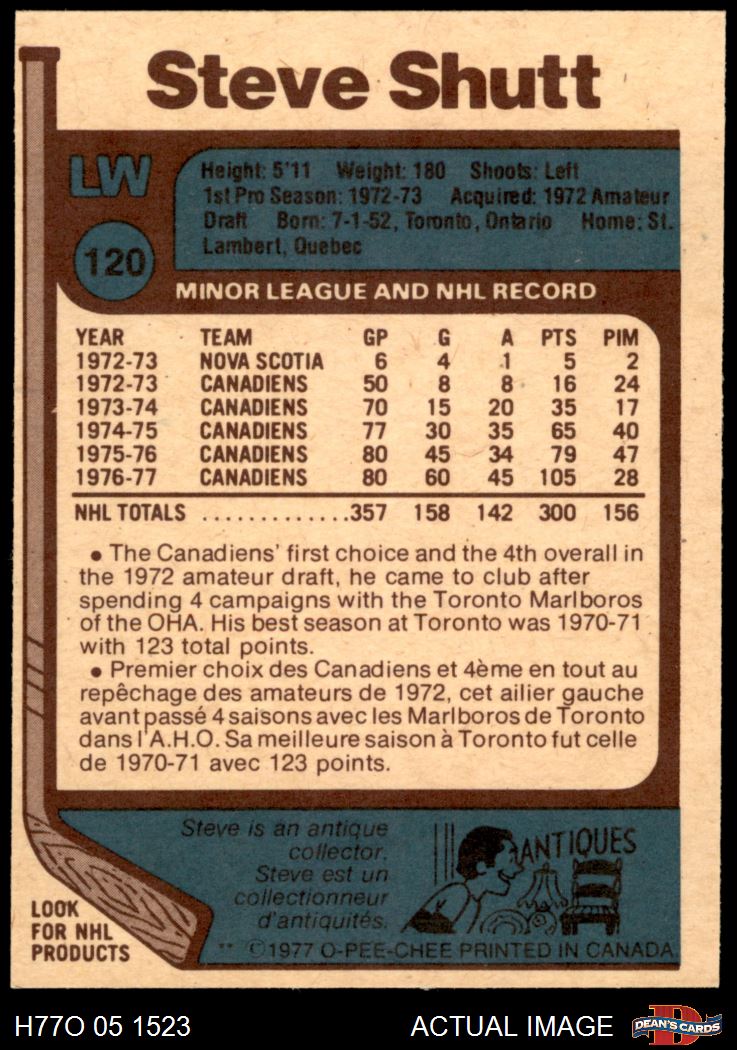 Steve Shutt
LW
120
Height: 5'11 Weight: 180 Shoots: Left
1st Pro Season: 1972-73 Acquired: 1972 Amateur
Draft Born: 7-1-52, Toronto, Ontario Home: St.
Lambert, Quebec
MINOR LEAGUE AND NHL RECORD
YEAR TEAM GP G A PTS PIM
1972-73 NOVA SCOTIA 6 4 1 5 2
1972-73 CANADIENS 50 8 8 16 24
1973-74 CANADIENS 70 15 20 35 17
1974-75 CANADIENS 77 30 35 65 40
1975-76 CANADIENS 80 45 34 79 47
1976-77 CANADIENS 80 60 45 105 28
NHL TOTALS .............357 158 142 300 156
• The Canadiens' first choice and the 4th overall in
the 1972 amateur draft, he came to club after
spending 4 campaigns with the Toronto Marlboros
of the OHA. His best season at Toronto was 1970-71
with 123 total points.
• Premier choix des Canadiens et 4ème en tout au
repêchage des amateurs de 1972, cet ailier gauche
avant passé 4 saisons avec les Marlboros de Toronto
dans l'A.H.O. Sa meilleure saison à Toronto fut celle
de 1970-71 avec 123 points.
Steve is an antique
collector.
Steve est un
collectionneur
d'antiquités.
ANTIQUES
LOOK
FOR NHL
PRODUCTS
** ©1977 O-PEE-CHEE PRINTED IN CANADA
H77O 05 1523 ACTUAL IMAGE
D
DEAN'S CARDS